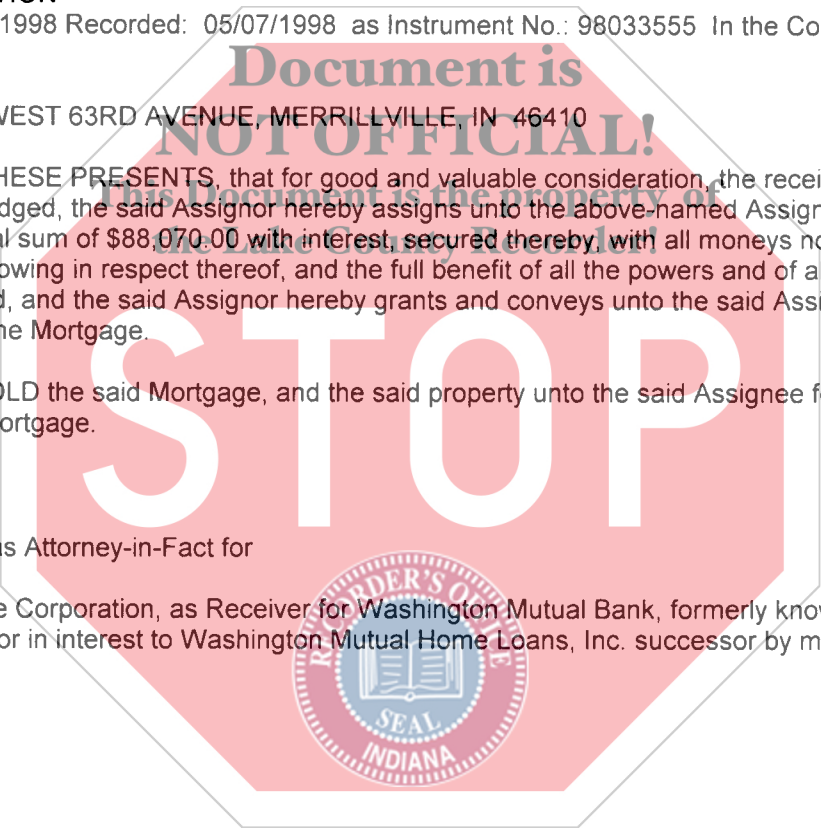 1998 Recorded: 05/07/1998 as Instrument No.: 98033555 In the Co
Document is
WEST 63RD AVENUE, MERRILLVILLE, IN 46410
NOT OFFICIAL!
HESE PRESENTS, that for good and valuable consideration, the recei
This Document is the property of
dged, the said Assignor hereby assigns unto the above-named Assign
l sum of $88,070.00 with interest, secured thereby, with all moneys no
the Lake County Recorder!
owing in respect thereof, and the full benefit of all the powers and of a
d, and the said Assignor hereby grants and conveys unto the said Assi
he Mortgage.
STOP
OLD the said Mortgage, and the said property unto the said Assignee f
ortgage.
as Attorney-in-Fact for
e Corporation, as Receiver for Washington Mutual Bank, formerly know
or in interest to Washington Mutual Home Loans, Inc. successor by m
RECORDER'S OFFICE
SEAL
INDIANA